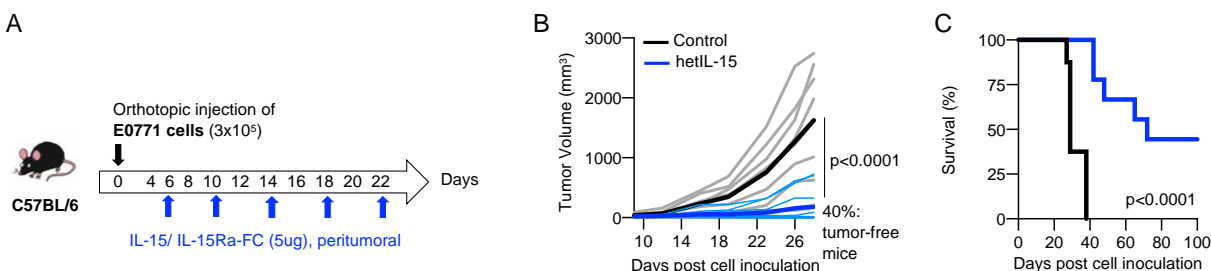 A
Orthotopic injection of
E0771 cells (3x10⁵)
0 4 6 8 10 12 14 16 18 20 22
Days
C57BL/6
IL-15/ IL-15Ra-FC (5ug), peritumoral
B
Tumor Volume (mm³)
3000
2000
1000
0
Control
hetIL-15
p<0.0001
40%:
tumor-free
mice
10 14 18 22 26
Days post cell inoculation
C
Survival (%)
100
75
50
25
0
p<0.0001
0 20 40 60 80 100
Days post cell inoculation